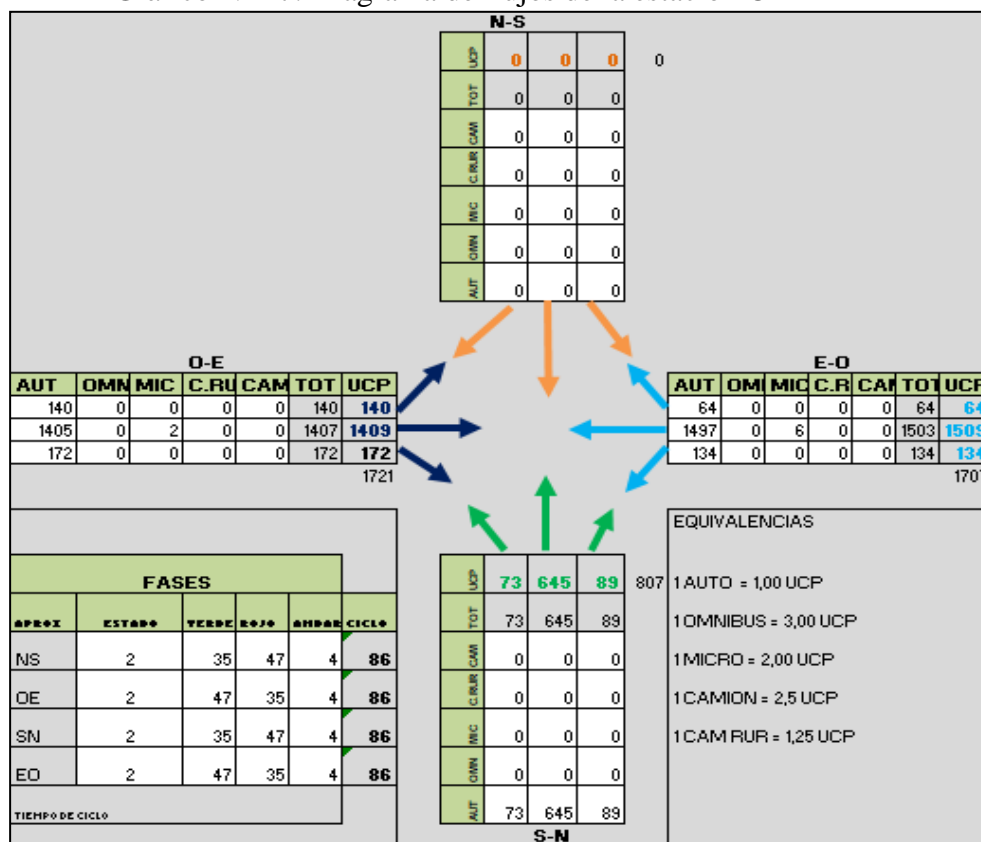 N-S
UCP 0 0 0 0
TOT 0 0 0
CAM 0 0 0
C.RUR 0 0 0
MIC 0 0 0
OMN 0 0 0
AUT 0 0 0
O-E
AUT OMN MIC C.RU CAM TOT UCP
140 0 0 0 0 140 140
1405 0 2 0 0 1407 1409
172 0 0 0 0 172 172
1721
E-O
AUT OMI MIC C.R CAI TOT UCP
64 0 0 0 0 64 64
1497 0 6 0 0 1503 1509
134 0 0 0 0 134 134
1707
FASES
APROX ESTADO VERDE ROJO AMBAR CICLO
NS 2 35 47 4 86
OE 2 47 35 4 86
SN 2 35 47 4 86
EO 2 47 35 4 86
TIEMPO DE CICLO
UCP 73 645 89 807
TOT 73 645 89
CAM 0 0 0
C.RUR 0 0 0
MIC 0 0 0
OMN 0 0 0
AUT 73 645 89
S-N
EQUIVALENCIAS
1 AUTO = 1,00 UCP
1 OMNIBUS = 3,00 UCP
1 MICRO = 2,00 UCP
1 CAMION = 2,5 UCP
1 CAM RUR = 1,25 UCP